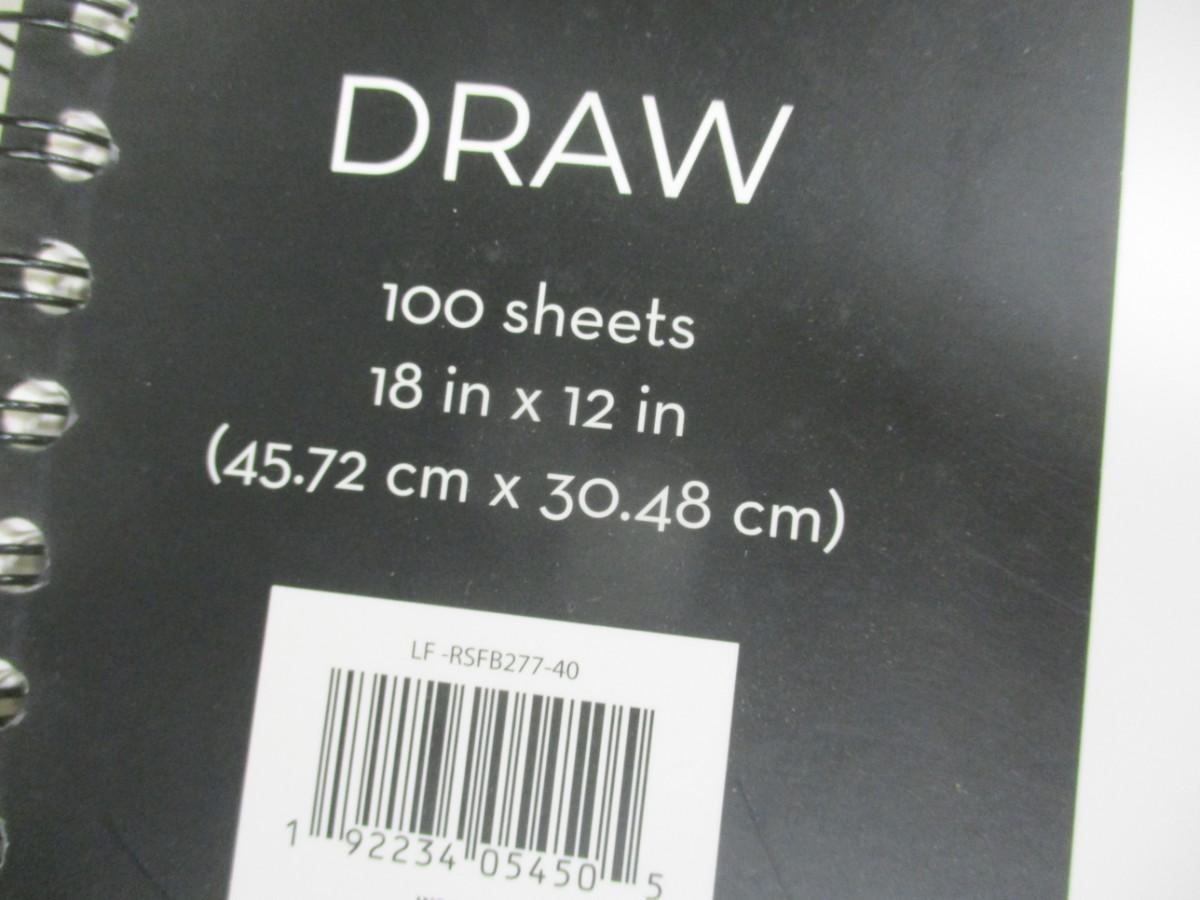 DRAW
100 sheets
18 in x 12 in
(45.72 cm x 30.48 cm)
LF -RSFB277-40
1 92234 05450 5